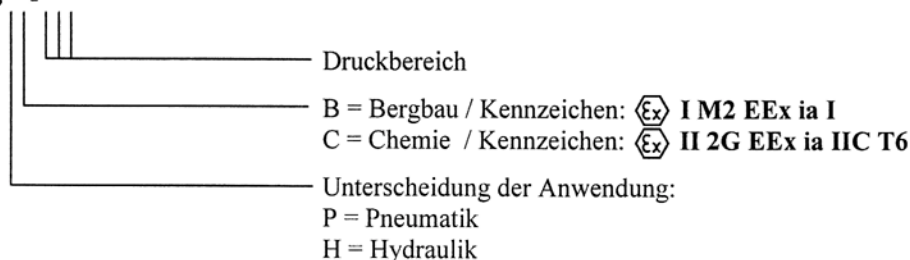 Druckbereich
B = Bergbau / Kennzeichen: Ex I M2 EEx ia I
C = Chemie / Kennzeichen: Ex II 2G EEx ia IIC T6
Unterscheidung der Anwendung:
P = Pneumatik
H = Hydraulik